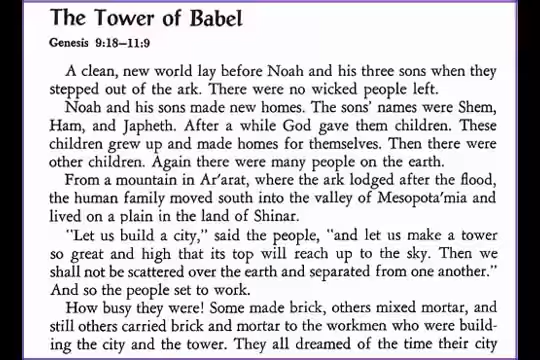 The Tower of Babel
Genesis 9:18–11:9
A clean, new world lay before Noah and his three sons when they
stepped out of the ark. There were no wicked people left.
Noah and his sons made new homes. The sons' names were Shem,
Ham, and Japheth. After a while God gave them children. These
children grew up and made homes for themselves. Then there were
other children. Again there were many people on the earth.
From a mountain in Ar'arat, where the ark lodged after the flood,
the human family moved south into the valley of Mesopota'mia and
lived on a plain in the land of Shinar.
"Let us build a city," said the people, "and let us make a tower
so great and high that its top will reach up to the sky. Then we
shall not be scattered over the earth and separated from one another."
And so the people set to work.
How busy they were! Some made brick, others mixed mortar, and
still others carried brick and mortar to the workmen who were build-
ing the city and the tower. They all dreamed of the time their city